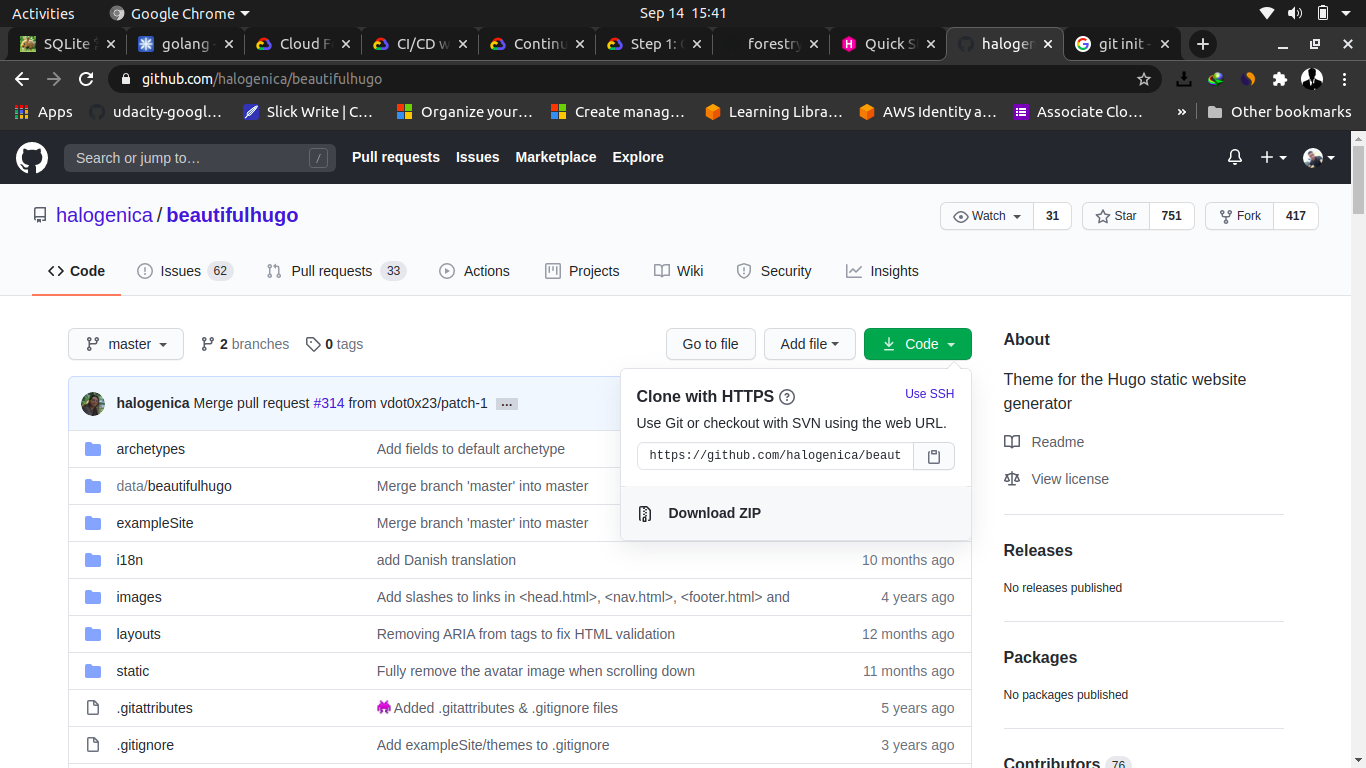 Activities Google Chrome Sep 14 15:41
SQLite golang Cloud F CI/CD w Continu Step 1: forestry Quick S haloger git init -
github.com/halogenica/beautifulhugo
Apps udacity-googl... Slick Write | C... Organize your... Create manag... Learning Libra... AWS Identity a... Associate Clo... » Other bookmarks
Search or jump to… / Pull requests Issues Marketplace Explore
halogenica / beautifulhugo Watch 31 Star 751 Fork 417
Code Issues 62 Pull requests 33 Actions Projects Wiki Security Insights
master 2 branches 0 tags Go to file Add file Code
About
Theme for the Hugo static website
generator
Readme
View license
Releases
No releases published
Packages
No packages published
Contributors 76
Clone with HTTPS ? Use SSH
Use Git or checkout with SVN using the web URL.
https://github.com/halogenica/beaut
Download ZIP
halogenica Merge pull request #314 from vdot0x23/patch-1 ...
archetypes Add fields to default archetype
data/beautifulhugo Merge branch 'master' into master
exampleSite Merge branch 'master' into master
i18n add Danish translation 10 months ago
images Add slashes to links in <head.html>, <nav.html>, <footer.html> and 4 years ago
layouts Removing ARIA from tags to fix HTML validation 12 months ago
static Fully remove the avatar image when scrolling down 11 months ago
.gitattributes 👾 Added .gitattributes & .gitignore files 5 years ago
.gitignore Add exampleSite/themes to .gitignore 3 years ago